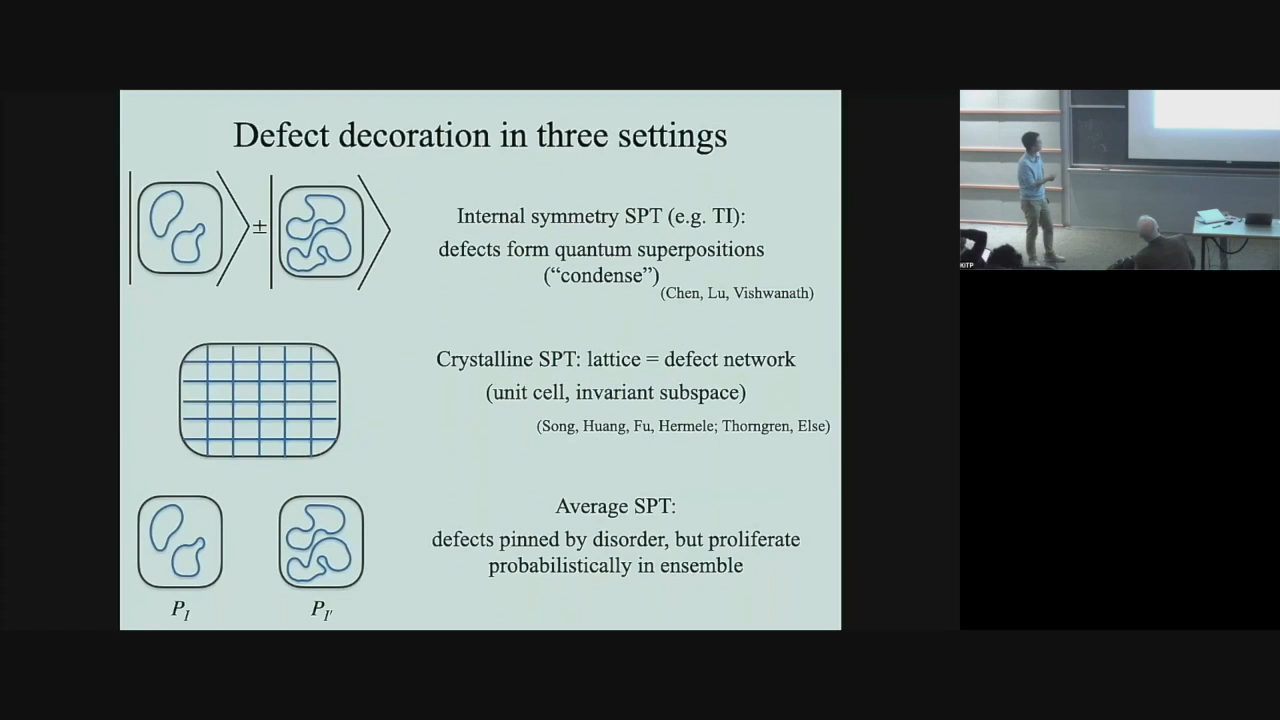 Defect decoration in three settings
±
Internal symmetry SPT (e.g. TI):
defects form quantum superpositions
(“condense”)
(Chen, Lu, Vishwanath)
Crystalline SPT: lattice = defect network
(unit cell, invariant subspace)
(Song, Huang, Fu, Hermele; Thorngren, Else)
Average SPT:
defects pinned by disorder, but proliferate
probabilistically in ensemble
P_I
P_I'
KITP